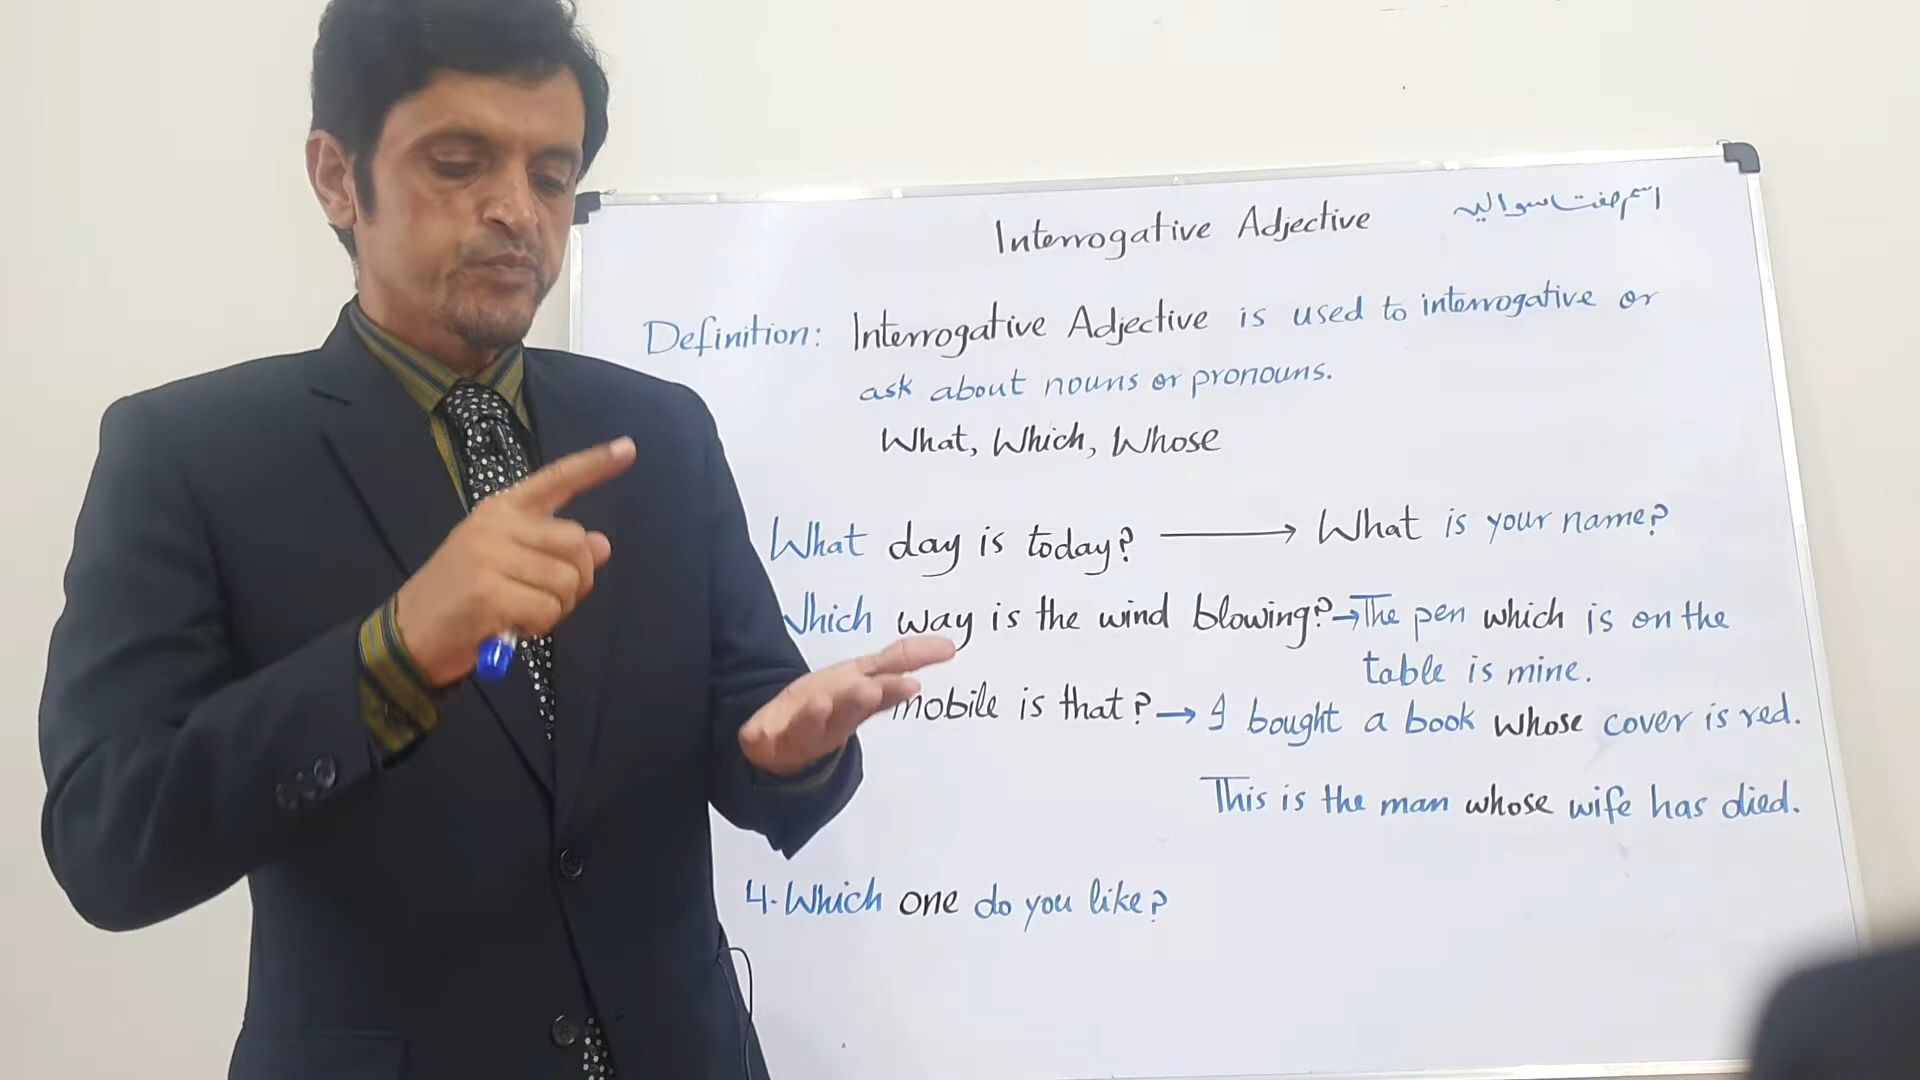 Interrogative Adjective اسم صفت سوالیہ
Definition: Interrogative Adjective is used to interrogative or
ask about nouns or pronouns.
What, Which, Whose
What day is today? → What is your name?
Which way is the wind blowing? → The pen which is on the
table is mine.
mobile is that? → I bought a book whose cover is red.
This is the man whose wife has died.
4. Which one do you like?